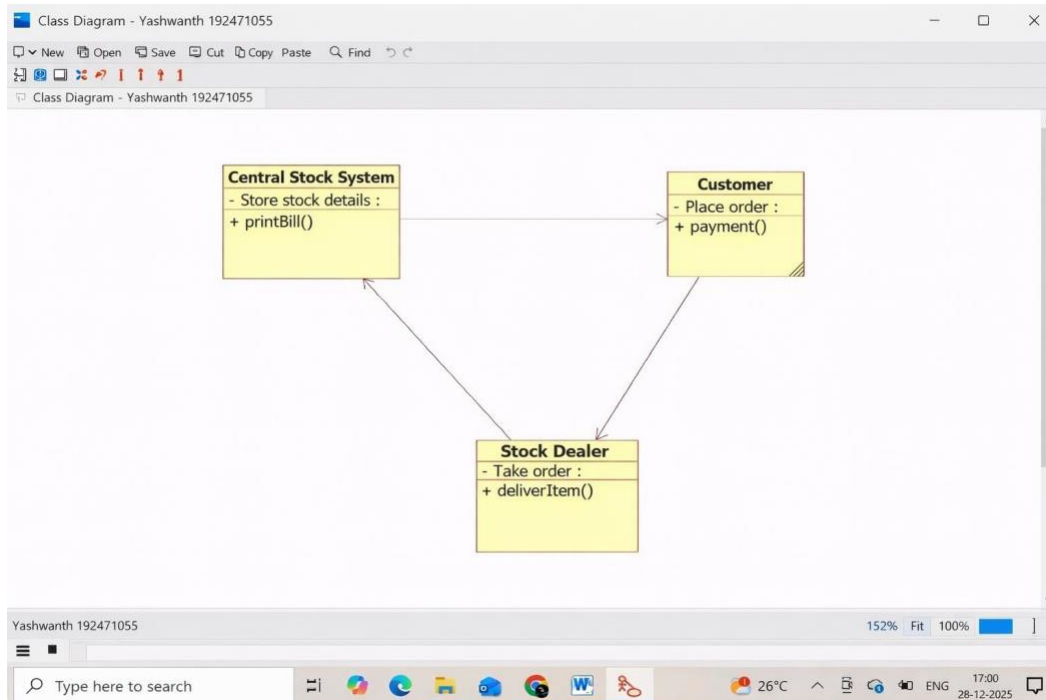 Class Diagram - Yashwanth 192471055
New Open Save Cut Copy Paste Find
Class Diagram - Yashwanth 192471055
Central Stock System
- Store stock details :
+ printBill()
Customer
- Place order :
+ payment()
Stock Dealer
- Take order :
+ deliverItem()
Yashwanth 192471055
152% Fit 100%
Type here to search
26°C
ENG
17:00
28-12-2025